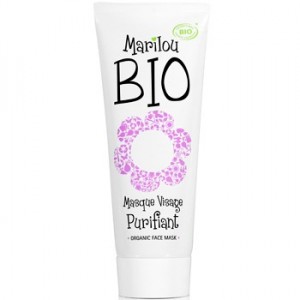 Marilou
BIO
BIO
Masque Visage
Purifiant
- ORGANIC FACE MASK -